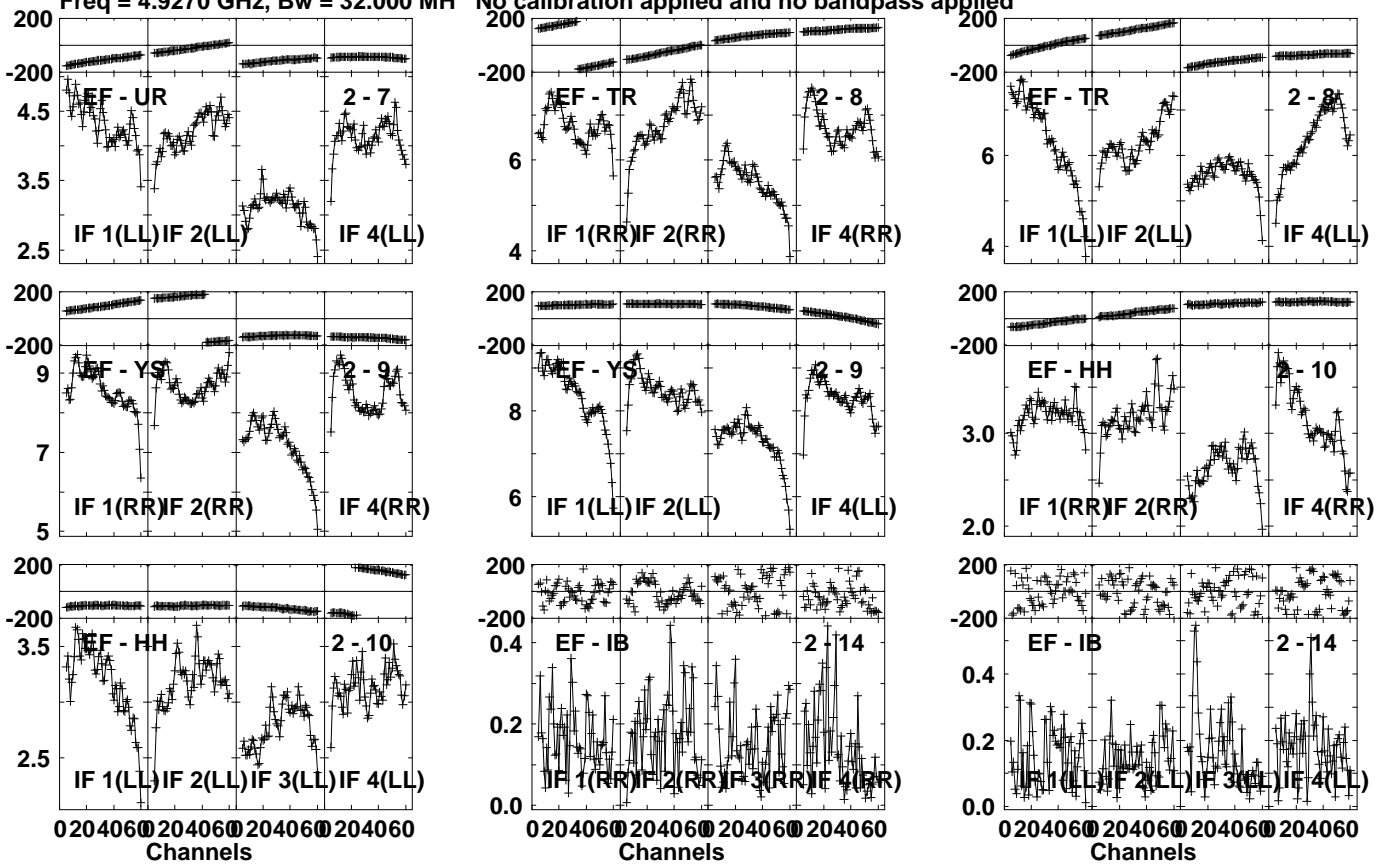 Freq = 4.9270 GHz, Bw = 32.000 MH No calibration applied and no bandpass applied
200
-200
EF - UR 2 - 7
4.5
3.5
2.5
IF 1(LL) IF 2(LL) IF 4(LL)
200
-200
EF - TR 2 - 8
6
4
IF 1(RR) IF 2(RR) IF 4(RR)
200
-200
EF - TR 2 - 8
6
4
IF 1(LL) IF 2(LL) IF 4(LL)
200
-200
EF - YS 2 - 9
9
7
5
IF 1(RR) IF 2(RR) IF 4(RR)
200
-200
EF - YS 2 - 9
8
6
IF 1(LL) IF 2(LL) IF 4(LL)
200
-200
EF - HH 2 - 10
3.0
2.0
IF 1(RR) IF 2(RR) IF 4(RR)
200
-200
EF - HH 2 - 10
3.5
2.5
IF 1(LL) IF 2(LL) IF 3(LL) IF 4(LL)
0 20 40 60 0 20 40 60 0 20 40 60 0 20 40 60
Channels
200
-200
EF - IB 2 - 14
0.4
0.2
0.0
IF 1(RR) IF 2(RR) IF 3(RR) IF 4(RR)
0 20 40 60 0 20 40 60 0 20 40 60 0 20 40 60
Channels
200
-200
EF - IB 2 - 14
0.4
0.2
0.0
IF 1(LL) IF 2(LL) IF 3(LL) IF 4(LL)
0 20 40 60 0 20 40 60 0 20 40 60 0 20 40 60
Channels